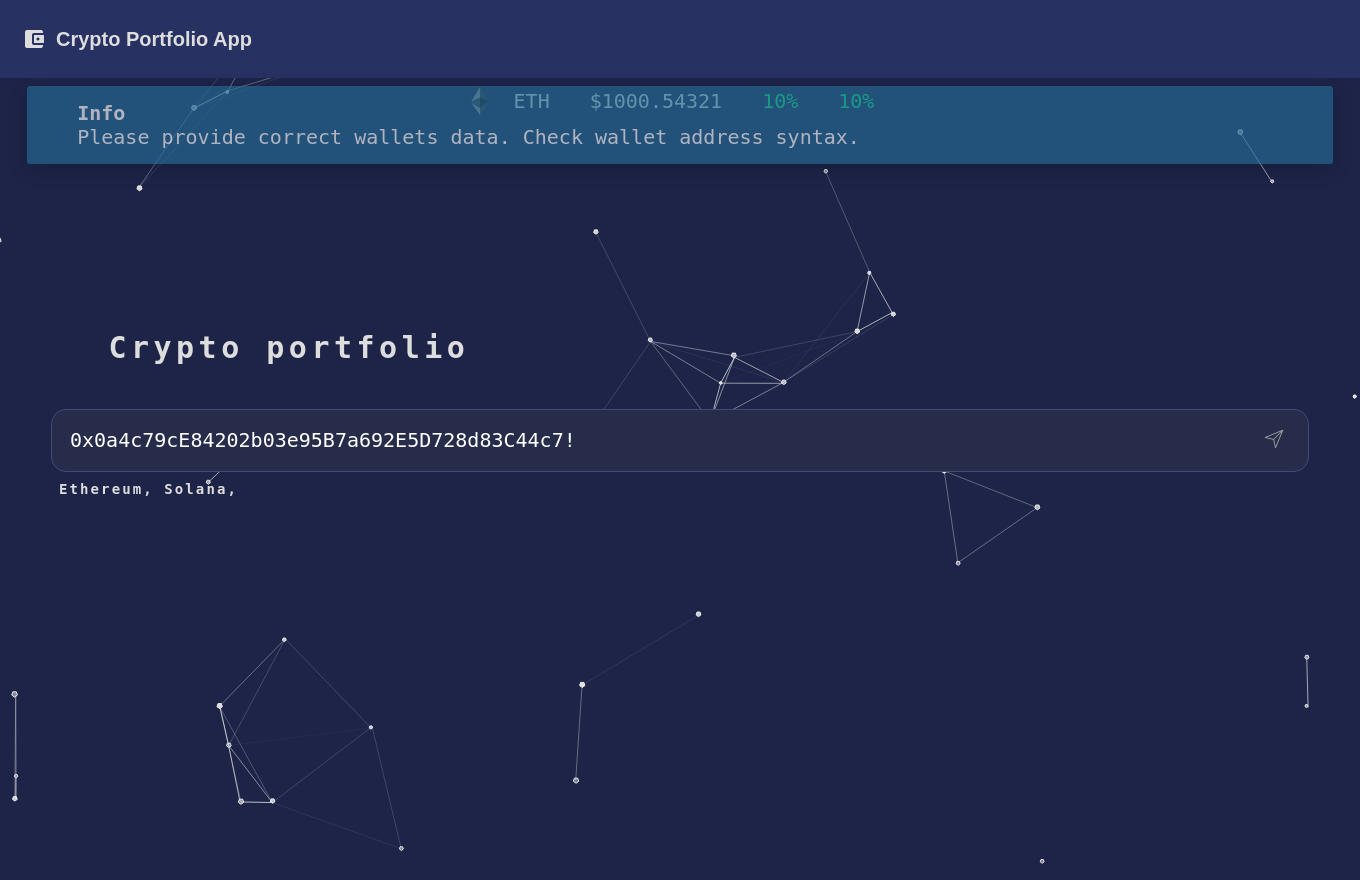 Crypto Portfolio App
ETH $1000.54321 10% 10%
Info
Please provide correct wallets data. Check wallet address syntax.
Crypto portfolio
0x0a4c79cE84202b03e95B7a692E5D728d83C44c7!
Ethereum, Solana,